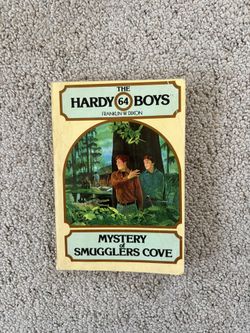 THE
HARDY 64 BOYS
FRANKLIN W. DIXON
MYSTERY
of
SMUGGLERS COVE